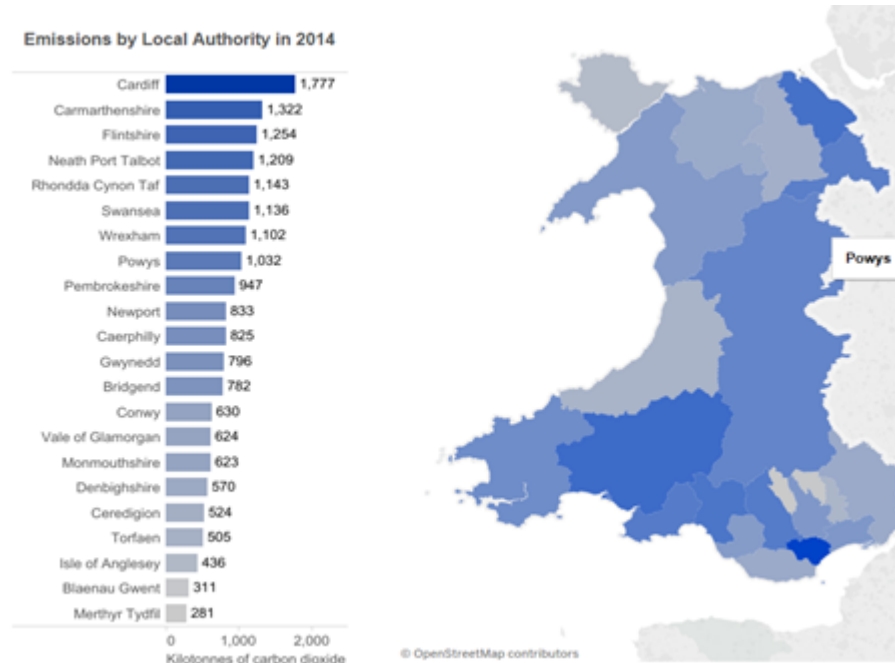 Emissions by Local Authority in 2014
Cardiff 1,777
Carmarthenshire 1,322
Flintshire 1,254
Neath Port Talbot 1,209
Rhondda Cynon Taf 1,143
Swansea 1,136
Wrexham 1,102
Powys 1,032
Pembrokeshire 947
Newport 833
Caerphilly 825
Gwynedd 796
Bridgend 782
Conwy 630
Vale of Glamorgan 624
Monmouthshire 623
Denbighshire 570
Ceredigion 524
Torfaen 505
Isle of Anglesey 436
Blaenau Gwent 311
Merthyr Tydfil 281
0 1,000 2,000
Kilotonnes of carbon dioxide
Powys
© OpenStreetMap contributors